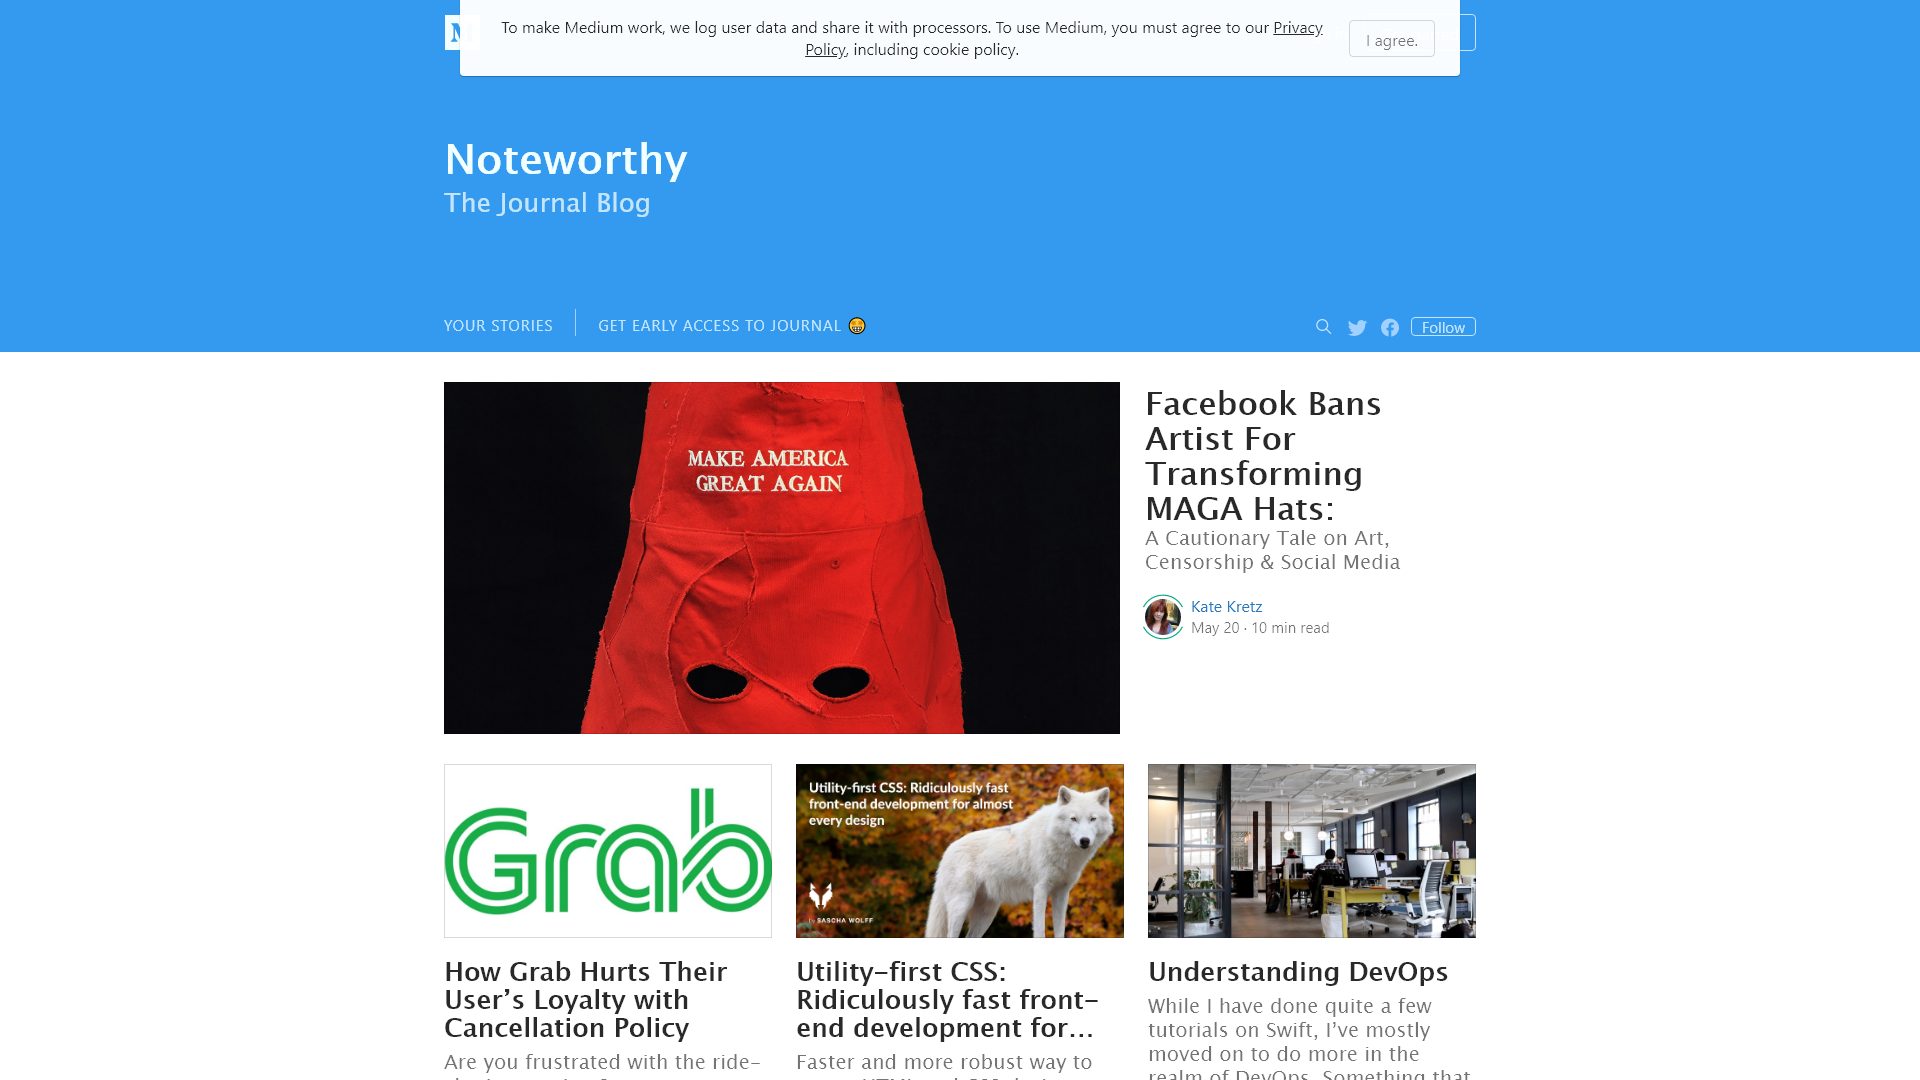 To make Medium work, we log user data and share it with processors. To use Medium, you must agree to our Privacy
Policy, including cookie policy.
I agree.
Noteworthy
The Journal Blog
YOUR STORIES
GET EARLY ACCESS TO JOURNAL 😁
Follow
MAKE AMERICA
GREAT AGAIN
Facebook Bans
Artist For
Transforming
MAGA Hats:
A Cautionary Tale on Art,
Censorship & Social Media
Kate Kretz
May 20 · 10 min read
Grab
Utility-first CSS: Ridiculously fast
front-end development for almost
every design
by SASCHA WOLFF
How Grab Hurts Their
User’s Loyalty with
Cancellation Policy
Are you frustrated with the ride-
Utility-first CSS:
Ridiculously fast front-
end development for…
Faster and more robust way to
Understanding DevOps
While I have done quite a few
tutorials on Swift, I’ve mostly
moved on to do more in the
realm of DevOps. Something that